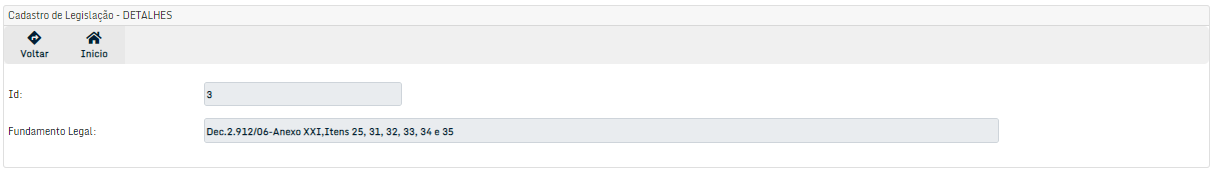 Cadastro de Legislação - DETALHES
Voltar Inicio
Id: 3
Fundamento Legal: Dec.2.912/06-Anexo XXI,Itens 25, 31, 32, 33, 34 e 35